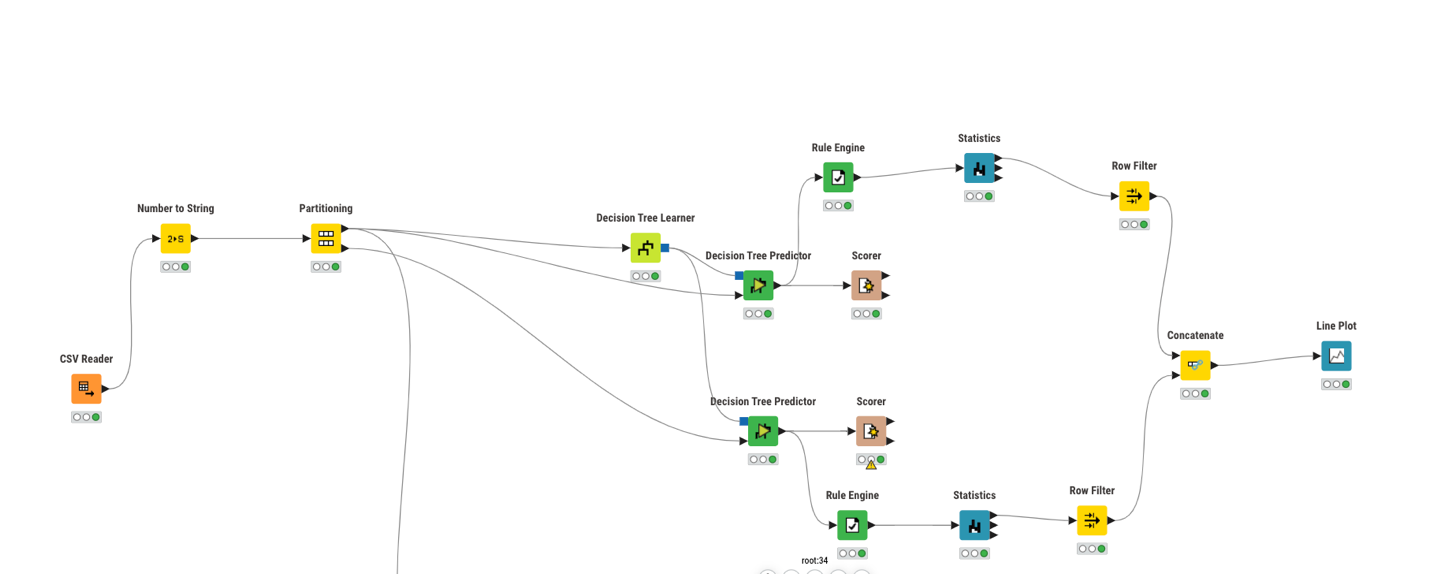 Statistics
Rule Engine
Row Filter
Number to String
2▸S
Partitioning
Decision Tree Learner
Decision Tree Predictor
Scorer
Line Plot
Concatenate
CSV Reader
Decision Tree Predictor
Scorer
Row Filter
Rule Engine
Statistics
root:34